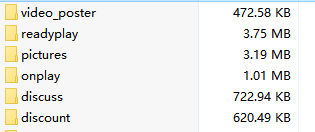 video_poster 472.58 KB
readyplay 3.75 MB
pictures 3.19 MB
onplay 1.01 MB
discuss 722.94 KB
discount 620.49 KB